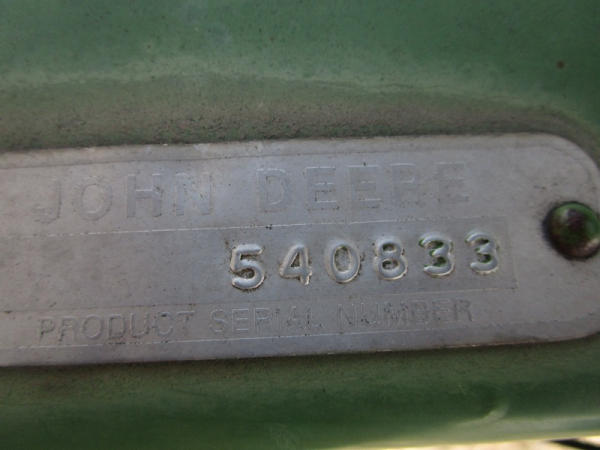 JOHN DEERE
540833
PRODUCT SERIAL NUMBER